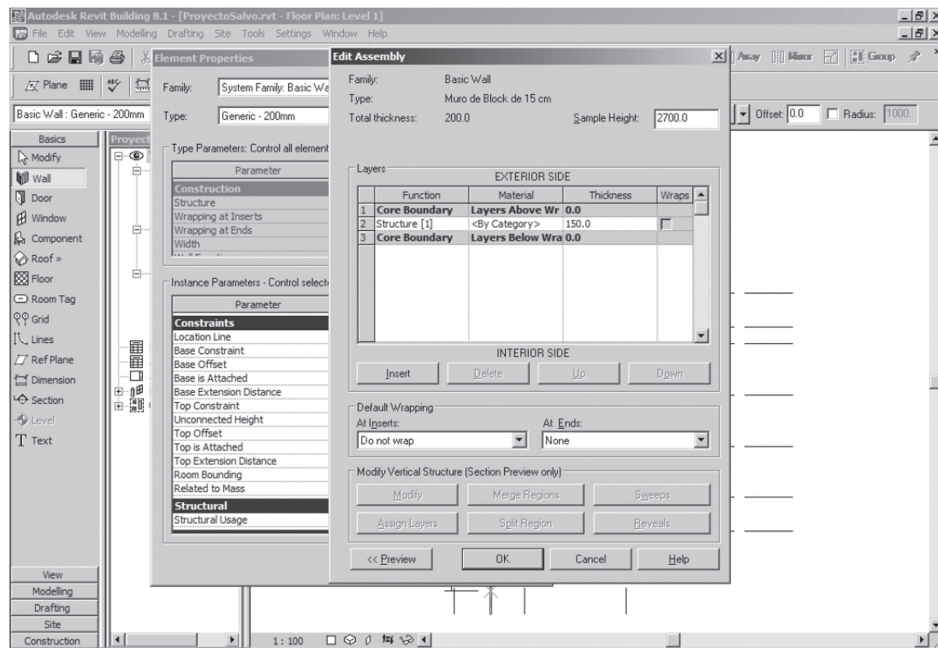 Autodesk Revit Building 8.1 - [ProyectoSalvo.rvt - Floor Plan: Level 1]
File Edit View Modelling Drafting Site Tools Settings Window Help
Array Mirror Group
Plane
Basic Wall : Generic - 200mm
Offset: 0.0 Radius: 1000.
Basics
Modify
Wall
Door
Window
Component
Roof »
Floor
Room Tag
Grid
Lines
Ref Plane
Dimension
Section
Level
Text
View
Modelling
Drafting
Site
Construction
Proyect
Element Properties
Family: System Family: Basic Wa
Type: Generic - 200mm
Type Parameters: Control all element
Parameter
Construction
Structure
Wrapping at Inserts
Wrapping at Ends
Width
Instance Parameters - Control selecte
Parameter
Constraints
Location Line
Base Constraint
Base Offset
Base is Attached
Base Extension Distance
Top Constraint
Unconnected Height
Top Offset
Top is Attached
Top Extension Distance
Room Bounding
Related to Mass
Structural
Structural Usage
Edit Assembly
Family: Basic Wall
Type: Muro de Block de 15 cm
Total thickness: 200.0 Sample Height: 2700.0
Layers
EXTERIOR SIDE
Function Material Thickness Wraps
1 Core Boundary Layers Above Wr 0.0
2 Structure [1] <By Category> 150.0
3 Core Boundary Layers Below Wra 0.0
INTERIOR SIDE
Insert Delete Up Down
Default Wrapping
At Inserts: At Ends:
Do not wrap None
Modify Vertical Structure (Section Preview only)
Modify Merge Regions Sweeps
Assign Layers Split Region Reveals
<< Preview OK Cancel Help
1 : 100